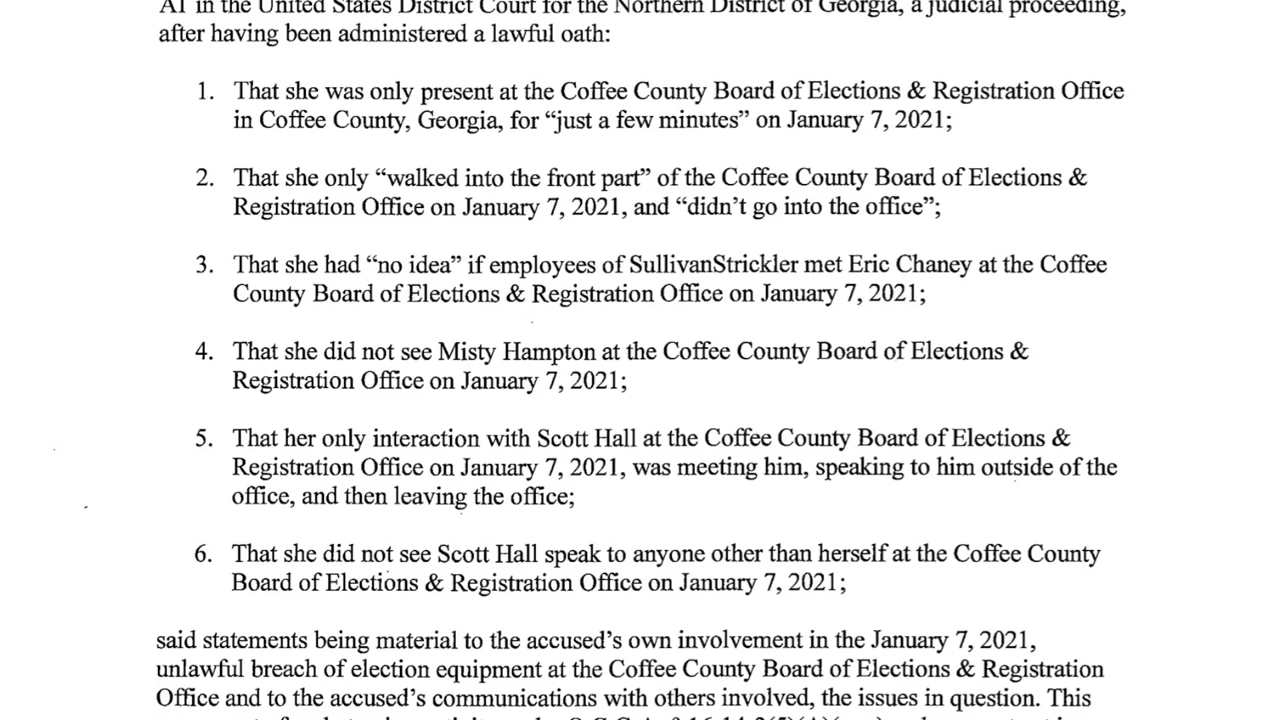 AT in the United States District Court for the Northern District of Georgia, a judicial proceeding,
after having been administered a lawful oath:
1. That she was only present at the Coffee County Board of Elections & Registration Office
in Coffee County, Georgia, for “just a few minutes” on January 7, 2021;
2. That she only “walked into the front part” of the Coffee County Board of Elections &
Registration Office on January 7, 2021, and “didn’t go into the office”;
3. That she had “no idea” if employees of SullivanStrickler met Eric Chaney at the Coffee
County Board of Elections & Registration Office on January 7, 2021;
4. That she did not see Misty Hampton at the Coffee County Board of Elections &
Registration Office on January 7, 2021;
5. That her only interaction with Scott Hall at the Coffee County Board of Elections &
Registration Office on January 7, 2021, was meeting him, speaking to him outside of the
office, and then leaving the office;
6. That she did not see Scott Hall speak to anyone other than herself at the Coffee County
Board of Elections & Registration Office on January 7, 2021;
said statements being material to the accused’s own involvement in the January 7, 2021,
unlawful breach of election equipment at the Coffee County Board of Elections & Registration
Office and to the accused’s communications with others involved, the issues in question. This